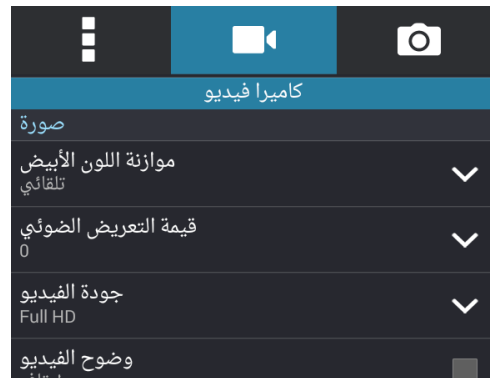 كاميرا فيديو
صورة
موازنة اللون الأبيض
تلقائي
قيمة التعريض الضوئي
0
جودة الفيديو
Full HD
وضوح الفيديو